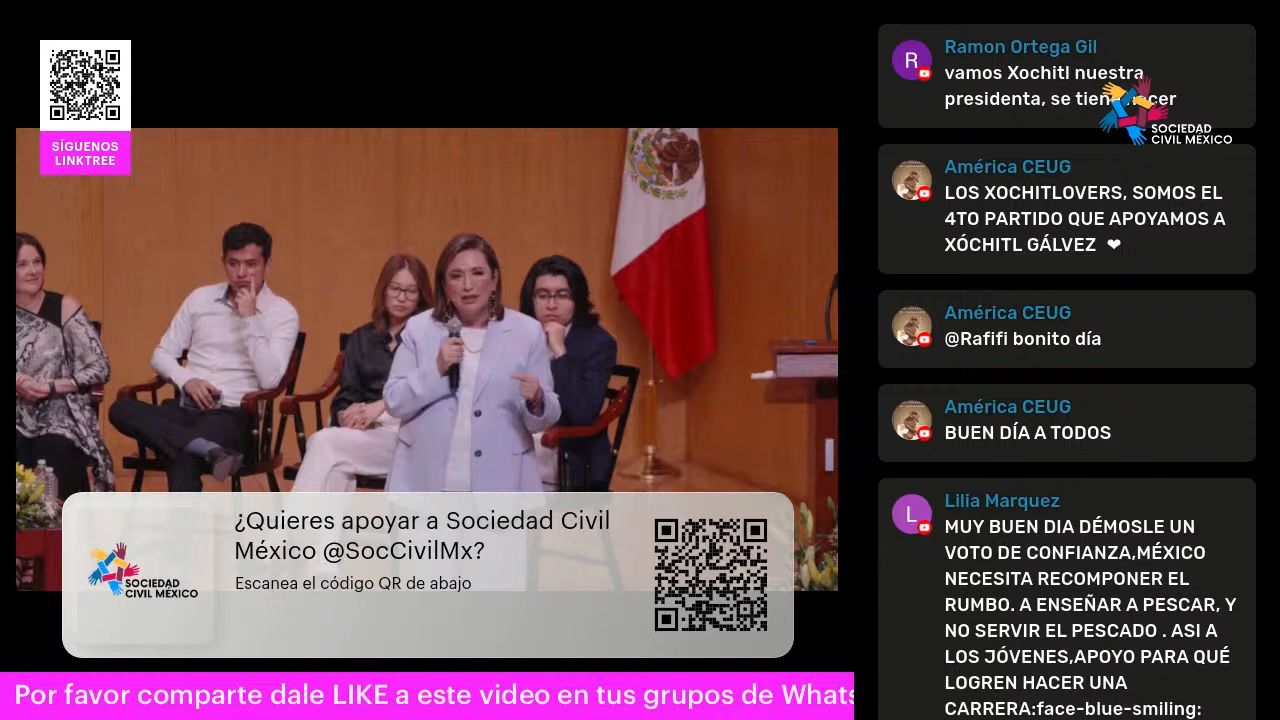 SÍGUENOS
LINKTREE
¿Quieres apoyar a Sociedad Civil
México @SocCivilMx?
Escanea el código QR de abajo
SOCIEDAD
CIVIL MÉXICO
Por favor comparte dale LIKE a este video en tus grupos de Whats
R
Ramon Ortega Gil
vamos Xochitl nuestra
presidenta, se tiene
SOCIEDAD
CIVIL MÉXICO
América CEUG
LOS XOCHITLOVERS, SOMOS EL
4TO PARTIDO QUE APOYAMOS A
XÓCHITL GÁLVEZ ❤
América CEUG
@Rafifi bonito día
América CEUG
BUEN DÍA A TODOS
L
Lilia Marquez
MUY BUEN DIA DÉMOSLE UN
VOTO DE CONFIANZA,MÉXICO
NECESITA RECOMPONER EL
RUMBO. A ENSEÑAR A PESCAR, Y
NO SERVIR EL PESCADO . ASI A
LOS JÓVENES,APOYO PARA QUÉ
LOGREN HACER UNA
CARRERA:face-blue-smiling: